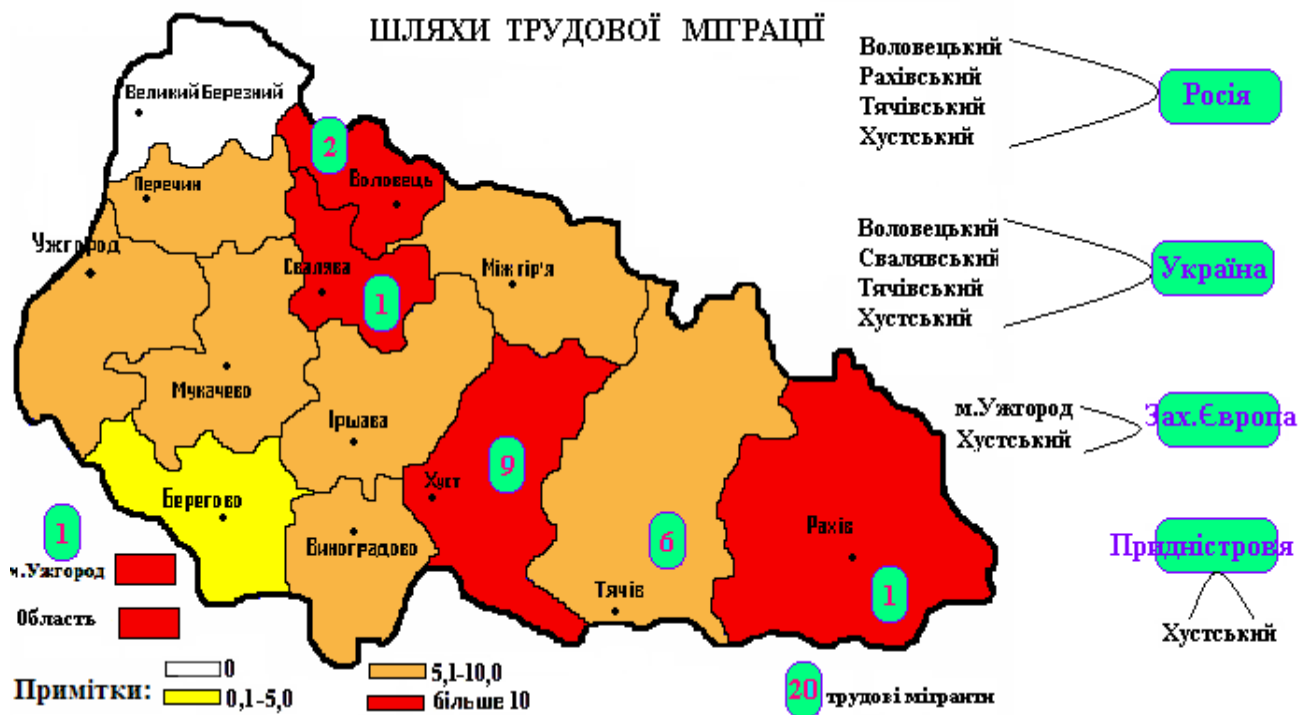 ШЛЯХИ ТРУДОВОЇ МІГРАЦІЇ
Великий Березний
2
Перечин
Воловець
Ужгород
Свалява
1
Міжгір'я
Мукачево
Іршава
9
Хуст
Берегово
Виноградово
6
Тячів
Рахів
1
1
м.Ужгород
Область
Примітки:
0
0,1-5,0
5,1-10,0
більше 10
20 трудові мігранти
Воловецький
Рахівський
Тячівський
Хустський
Росія
Воловецький
Свалявський
Тячівський
Хустський
Україна
м.Ужгород
Хустський
Зах.Європа
Придністровя
Хустський